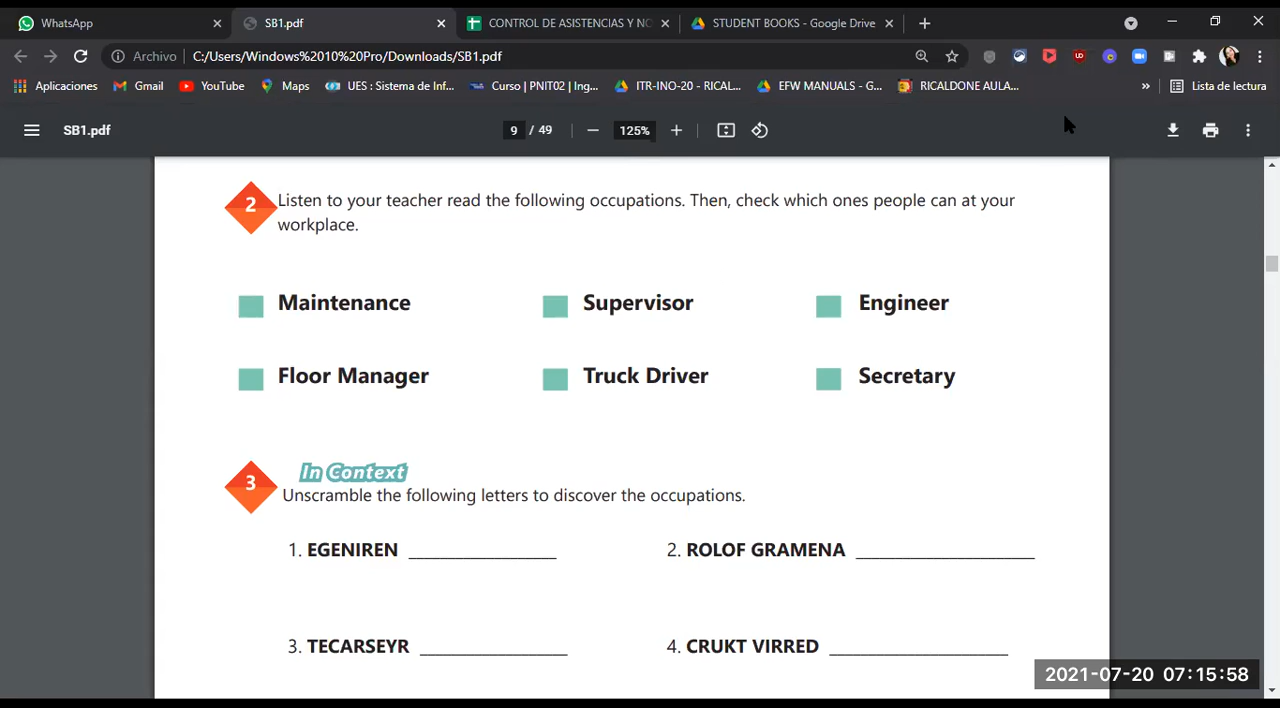 WhatsApp
SB1.pdf
CONTROL DE ASISTENCIAS Y NO
STUDENT BOOKS - Google Drive
Archivo
C:/Users/Windows%2010%20Pro/Downloads/SB1.pdf
Aplicaciones
Gmail
YouTube
Maps
UES : Sistema de Inf...
Curso | PNIT02 | Ing...
ITR-INO-20 - RICAL...
EFW MANUALS - G...
RICALDONE AULA...
»
Lista de lectura
SB1.pdf
9 / 49
125%
2
Listen to your teacher read the following occupations. Then, check which ones people can at your
workplace.
Maintenance
Supervisor
Engineer
Floor Manager
Truck Driver
Secretary
3
In Context
Unscramble the following letters to discover the occupations.
1. EGENIREN ________________
2. ROLOF GRAMENA ___________________
3. TECARSEYR ________________
4. CRUKT VIRRED ___________________
2021-07-20 07:15:58